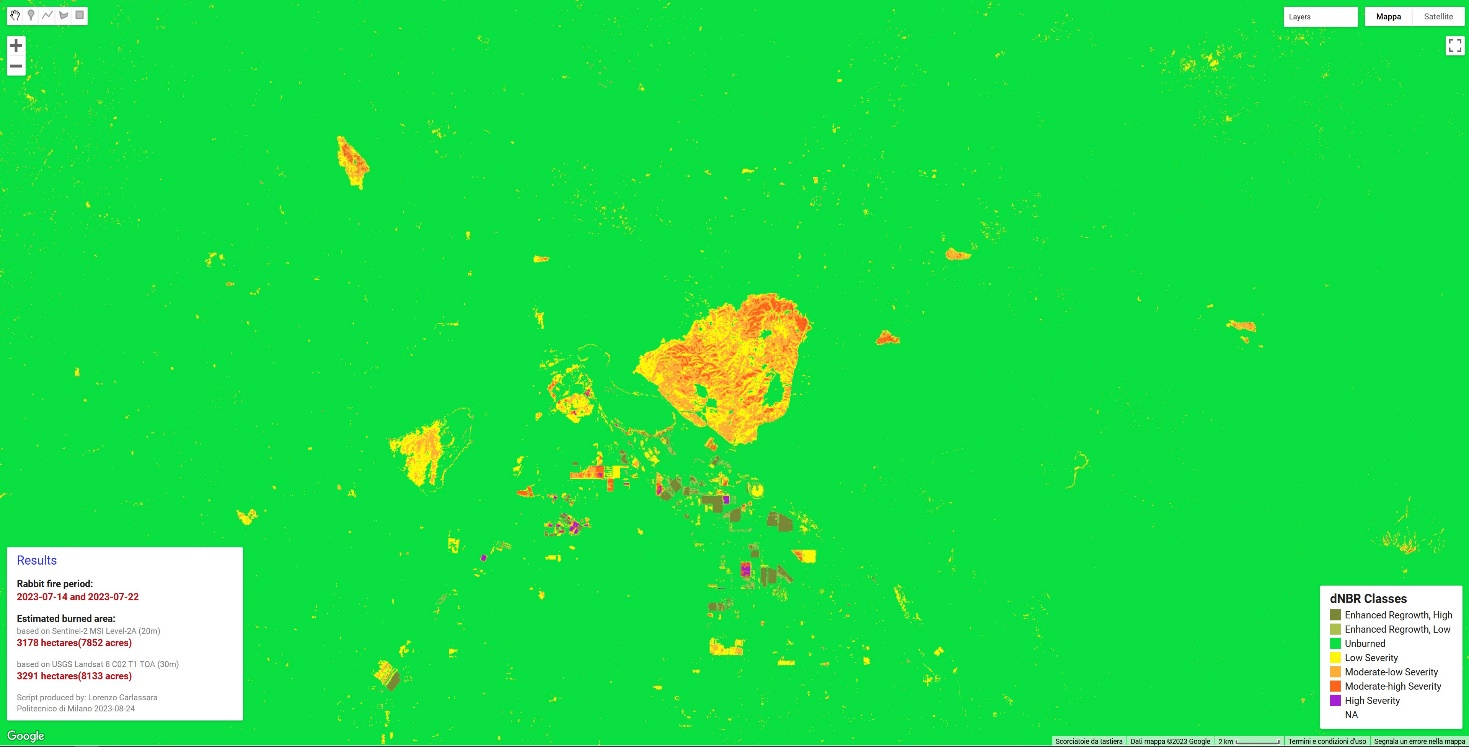 Layers
Mappa Satellite
+
−
Results
Rabbit fire period:
2023-07-14 and 2023-07-22
Estimated burned area:
based on Sentinel-2 MSI Level-2A (20m)
3178 hectares(7852 acres)
based on USGS Landsat 8 C02 T1 TOA (30m)
3291 hectares(8133 acres)
Script produced by: Lorenzo Carlassara
Politecnico di Milano 2023-08-24
dNBR Classes
Enhanced Regrowth, High
Enhanced Regrowth, Low
Unburned
Low Severity
Moderate-low Severity
Moderate-high Severity
High Severity
NA
Google
Scorciatoie da tastiera Dati mappa ©2023 Google 2 km Termini e condizioni d'uso Segnala un errore nella mappa